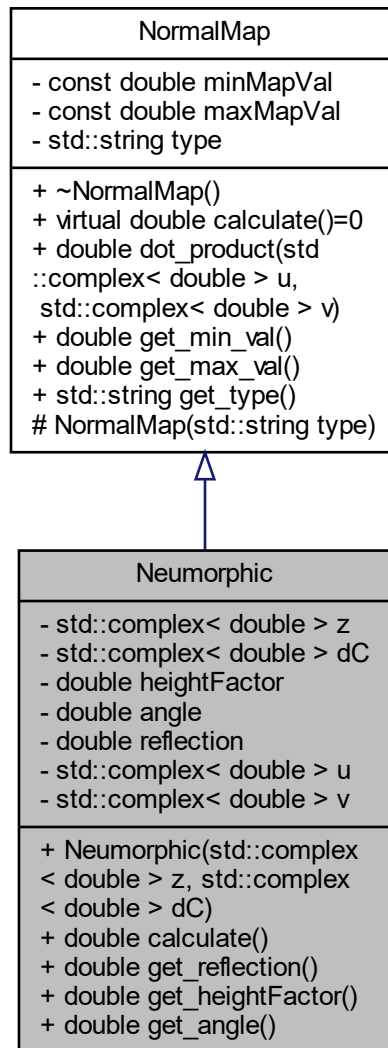 NormalMap
- const double minMapVal
- const double maxMapVal
- std::string type
+ ~NormalMap()
+ virtual double calculate()=0
+ double dot_product(std
::complex< double > u,
std::complex< double > v)
+ double get_min_val()
+ double get_max_val()
+ std::string get_type()
# NormalMap(std::string type)
Neumorphic
- std::complex< double > z
- std::complex< double > dC
- double heightFactor
- double angle
- double reflection
- std::complex< double > u
- std::complex< double > v
+ Neumorphic(std::complex
< double > z, std::complex
< double > dC)
+ double calculate()
+ double get_reflection()
+ double get_heightFactor()
+ double get_angle()